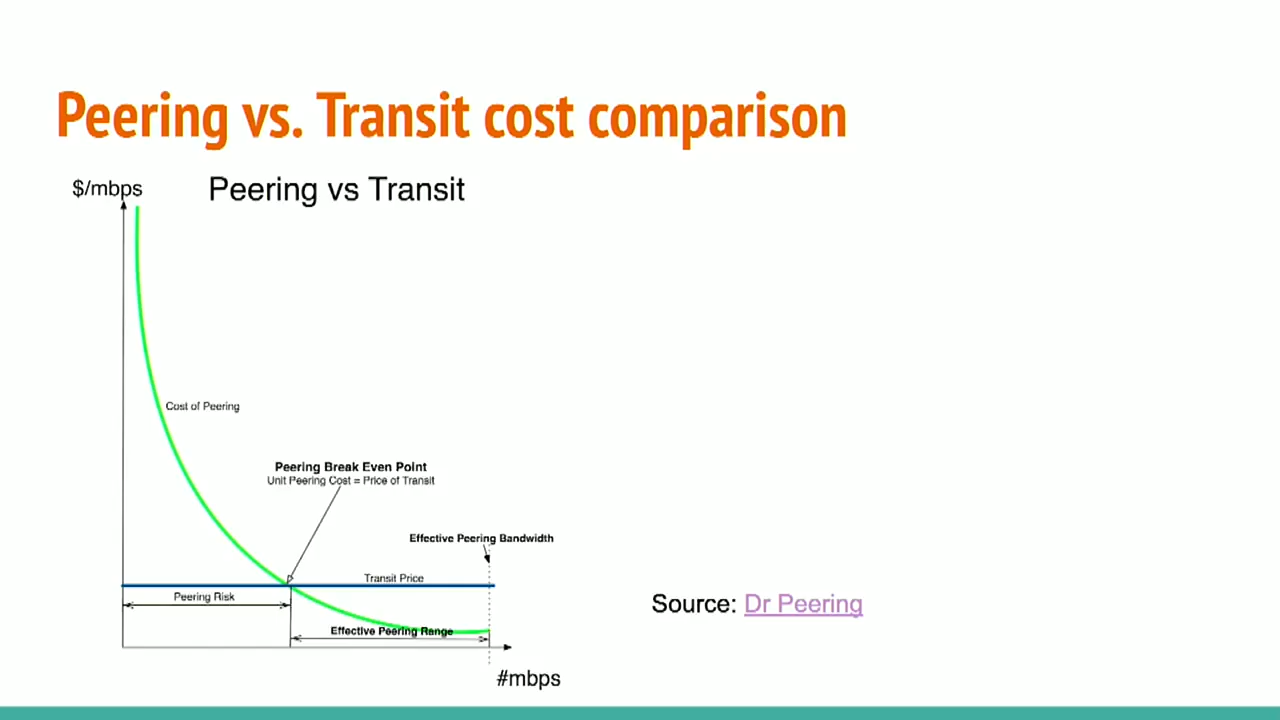 Peering vs. Transit cost comparison
$/mbps
Peering vs Transit
Cost of Peering
Peering Break Even Point
Unit Peering Cost = Price of Transit
Effective Peering Bandwidth
Transit Price
Peering Risk
Source: Dr Peering
Effective Peering Range
#mbps